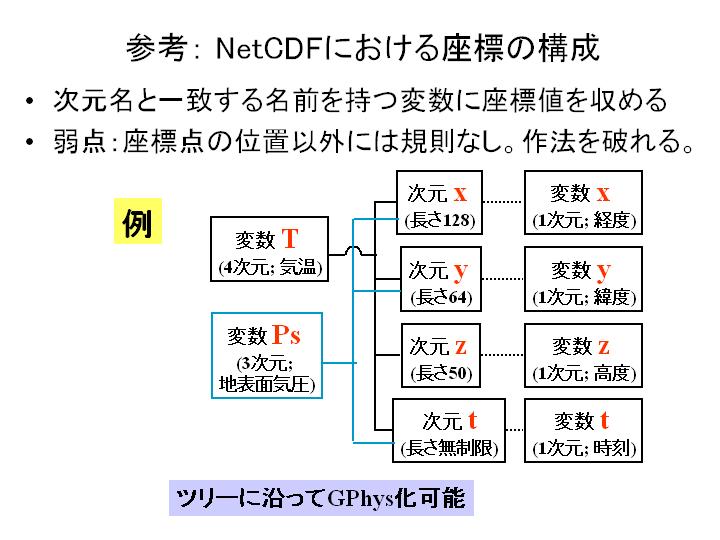 参考： NetCDFにおける座標の構成
• 次元名と一致する名前を持つ変数に座標値を収める
• 弱点：座標点の位置以外には規則なし。作法を破れる。
例
変数 T
(4次元; 気温)
変数 Ps
(3次元;
地表面気圧)
次元 x
(長さ128)
変数 x
(1次元; 経度)
次元 y
(長さ64)
変数 y
(1次元; 緯度)
次元 z
(長さ50)
変数 z
(1次元; 高度)
次元 t
(長さ無制限)
変数 t
(1次元; 時刻)
ツリーに沿ってGPhys化可能